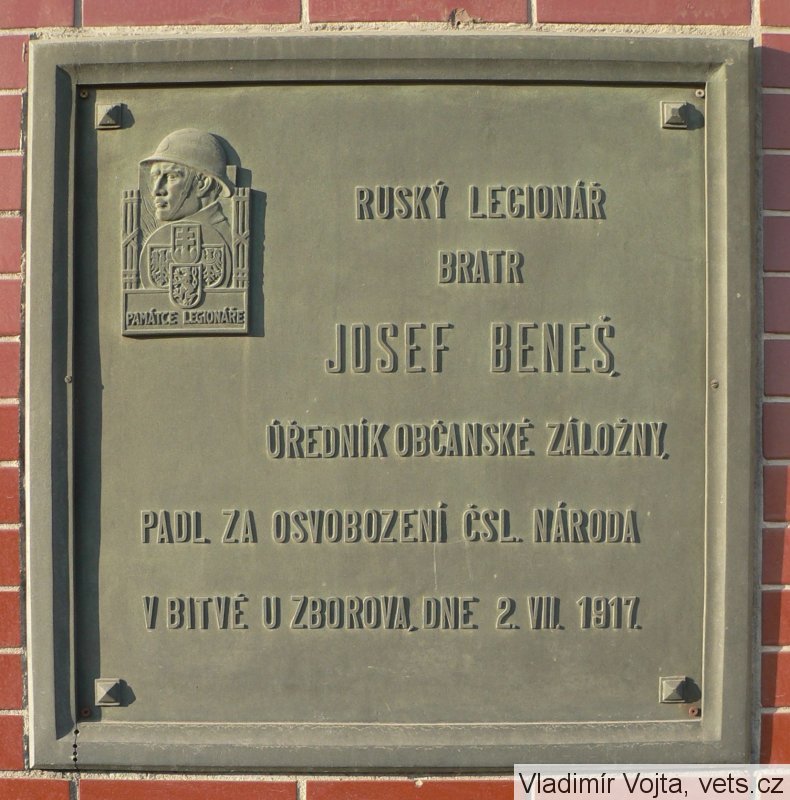 PAMÁTCE LEGIONÁŘE
RUSKÝ LEGIONÁŘ
BRATR
JOSEF BENEŠ,
ÚŘEDNÍK OBČANSKÉ ZÁLOŽNY,
PADL ZA OSVOBOZENÍ ČSL. NÁRODA
V BITVĚ U ZBOROVA, DNE 2. VII. 1917.
Vladimír Vojta, vets.cz